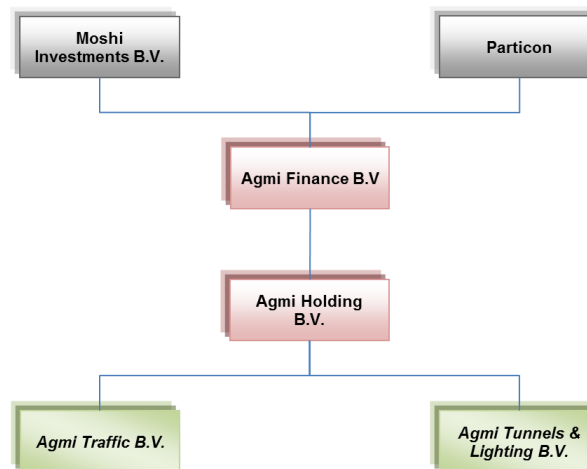 Moshi
Investments B.V.
Particon
Agmi Finance B.V
Agmi Holding
B.V.
Agmi Traffic B.V.
Agmi Tunnels &
Lighting B.V.